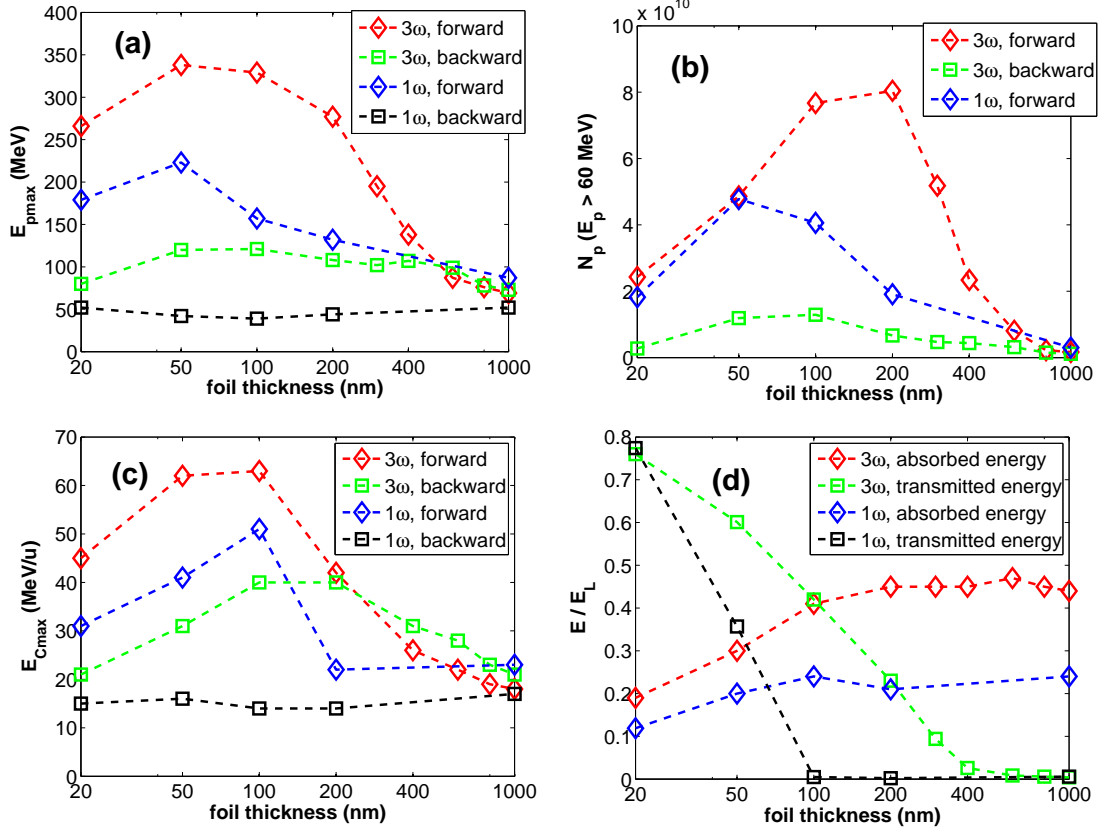 (a)
3ω, forward
3ω, backward
1ω, forward
1ω, backward
400
350
300
250
200
150
100
50
0
E_pmax (MeV)
20 50 100 200 400 1000
foil thickness (nm)
x 10^10
(b)
3ω, forward
3ω, backward
1ω, forward
10
8
6
4
2
0
N_p (E_p > 60 MeV)
20 50 100 200 400 1000
foil thickness (nm)
(c)
3ω, forward
3ω, backward
1ω, forward
1ω, backward
70
60
50
40
30
20
10
0
E_Cmax (MeV/u)
20 50 100 200 400 1000
foil thickness (nm)
(d)
3ω, absorbed energy
3ω, transmitted energy
1ω, absorbed energy
1ω, transmitted energy
0.8
0.7
0.6
0.5
0.4
0.3
0.2
0.1
0
E / E_L
20 50 100 200 400 1000
foil thickness (nm)